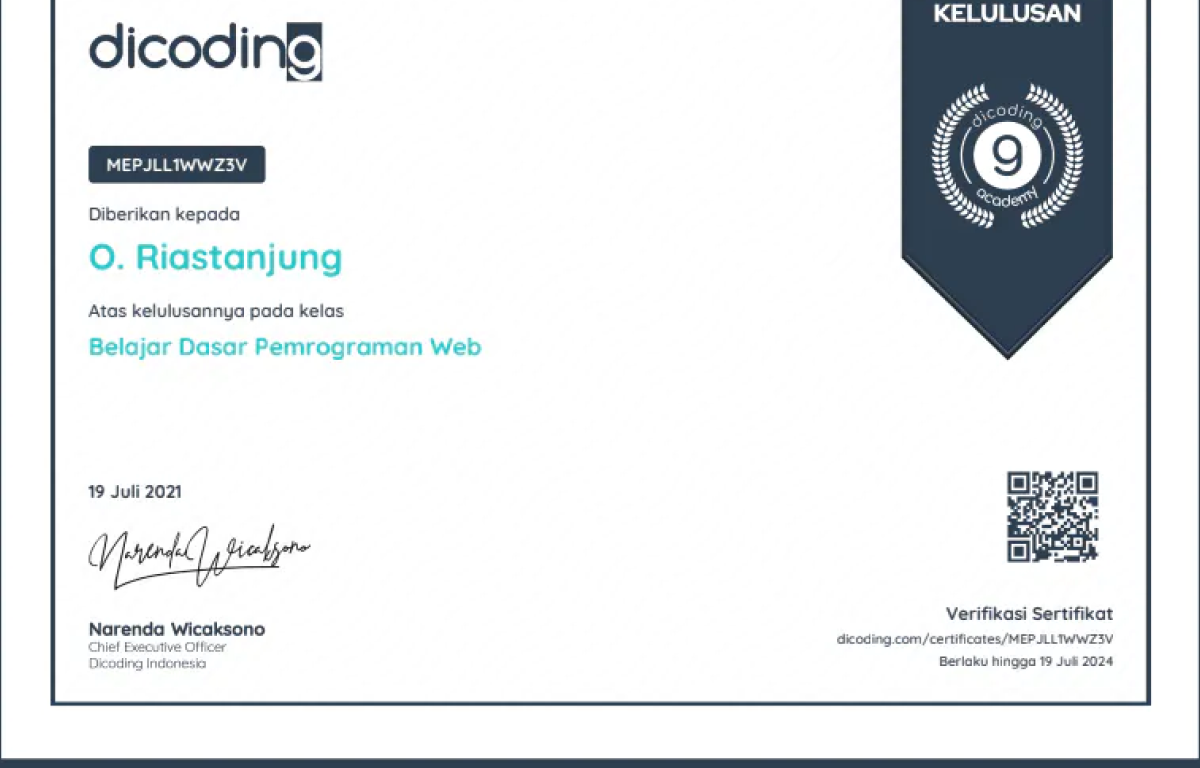 KELULUSAN
dicoding
dicoding
9
academy
MEPJLL1WWZ3V
Diberikan kepada
O. Riastanjung
Atas kelulusannya pada kelas
Belajar Dasar Pemrograman Web
19 Juli 2021
Narenda Wicaksono
Narenda Wicaksono
Chief Executive Officer
Dicoding Indonesia
Verifikasi Sertifikat
dicoding.com/certificates/MEPJLL1WWZ3V
Berlaku hingga 19 Juli 2024